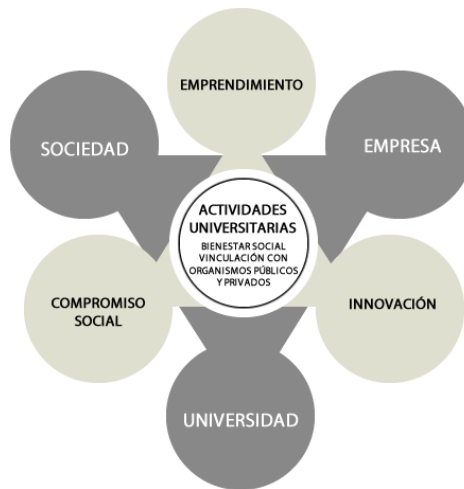 EMPRENDIMIENTO
SOCIEDAD
EMPRESA
ACTIVIDADES
UNIVERSITARIAS
BIENESTAR SOCIAL
VINCULACIÓN CON
ORGANISMOS PÚBLICOS
Y PRIVADOS
COMPROMISO
SOCIAL
INNOVACIÓN
UNIVERSIDAD